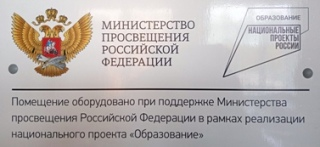 МИНИСТЕРСТВО
ПРОСВЕЩЕНИЯ
РОССИЙСКОЙ
ФЕДЕРАЦИИ
ОБРАЗОВАНИЕ
НАЦИОНАЛЬНЫЕ
ПРОЕКТЫ
РОССИИ
Помещение оборудовано при поддержке Министерства
просвещения Российской Федерации в рамках реализации
национального проекта «Образование»